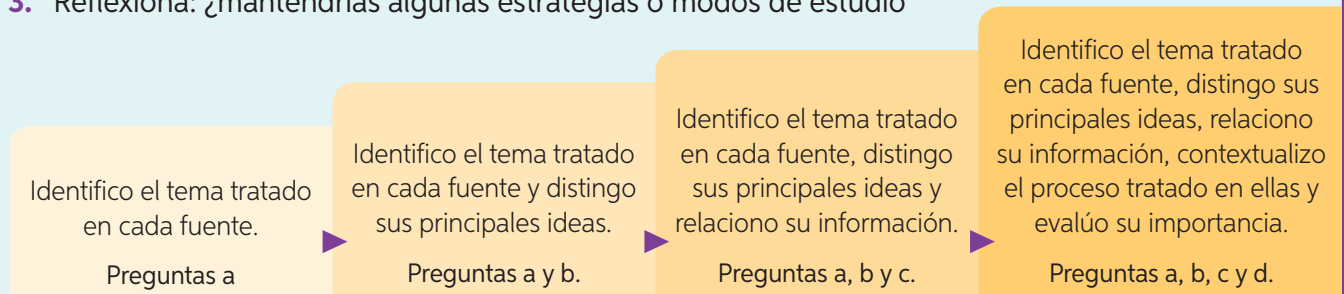 3. Reflexiona: ¿mantendrías algunas estrategias o modos de estudio
Identifico el tema tratado
en cada fuente.
Preguntas a
Identifico el tema tratado
en cada fuente y distingo
sus principales ideas.
Preguntas a y b.
Identifico el tema tratado
en cada fuente, distingo
sus principales ideas y
relaciono su información.
Preguntas a, b y c.
Identifico el tema tratado
en cada fuente, distingo sus
principales ideas, relaciono
su información, contextualizo
el proceso tratado en ellas y
evalúo su importancia.
Preguntas a, b, c y d.